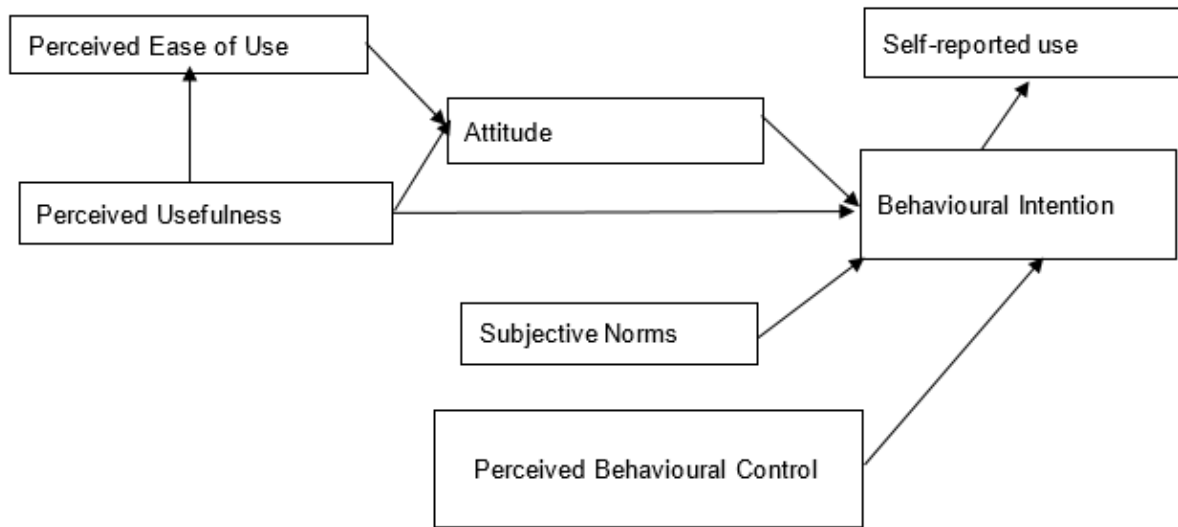 Perceived Ease of Use
Self-reported use
Attitude
Perceived Usefulness
Behavioural Intention
Subjective Norms
Perceived Behavioural Control